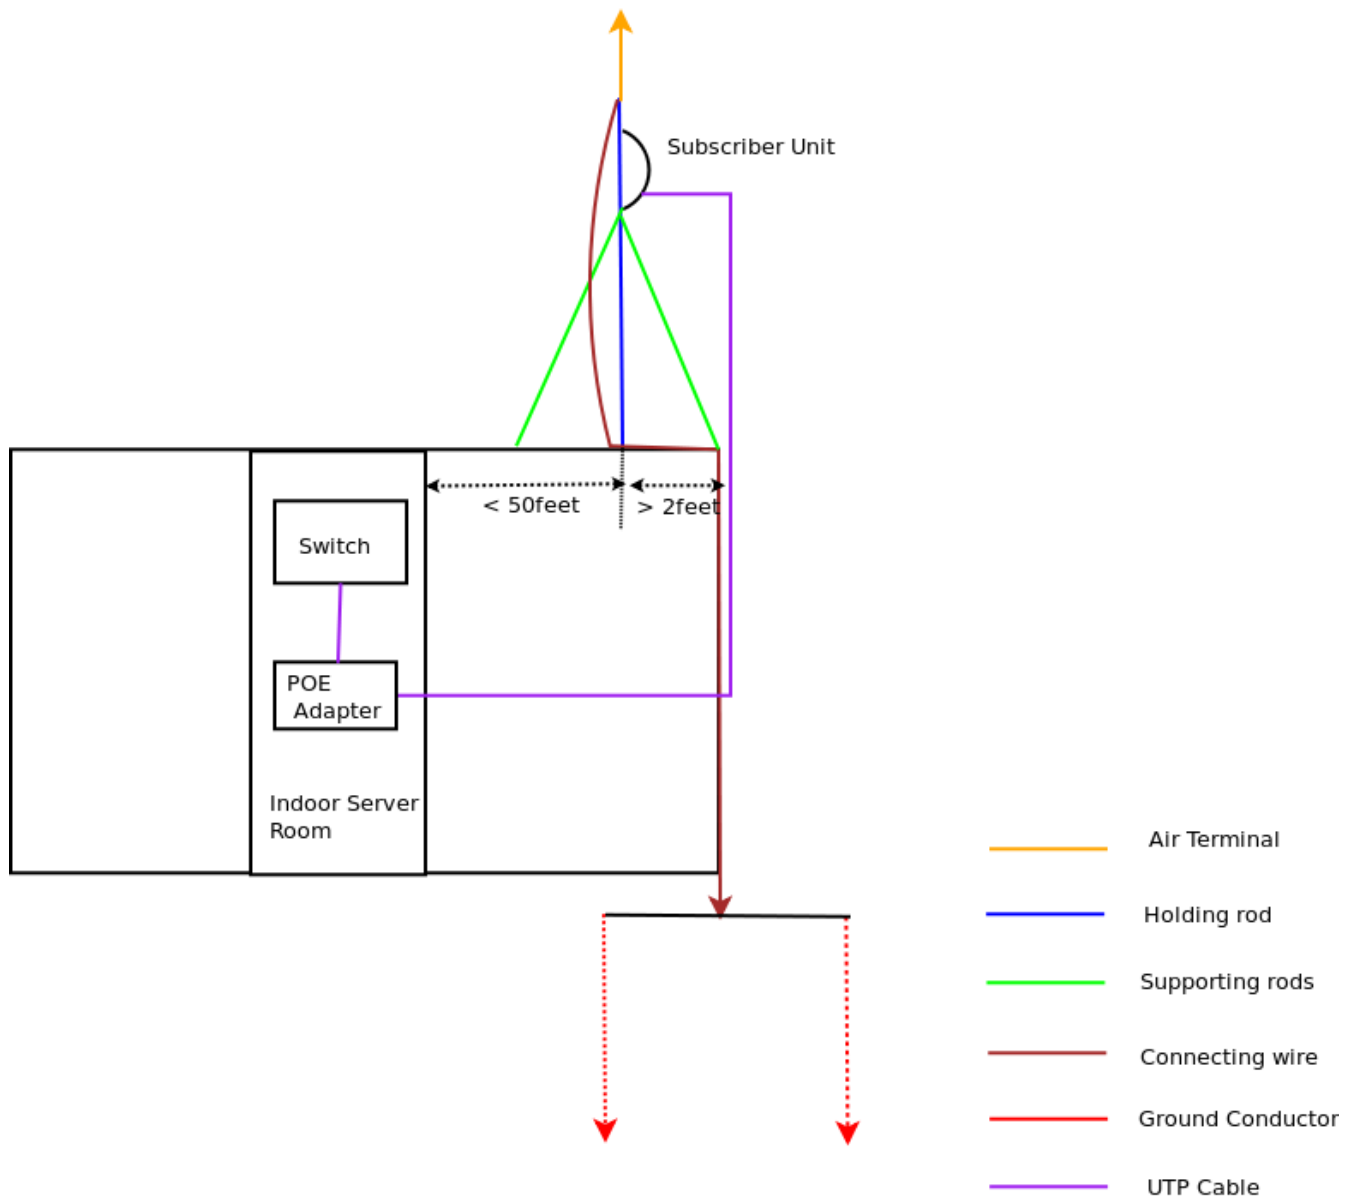 Subscriber Unit
< 50feet
> 2feet
Switch
POE
Adapter
Indoor Server
Room
Air Terminal
Holding rod
Supporting rods
Connecting wire
Ground Conductor
UTP Cable